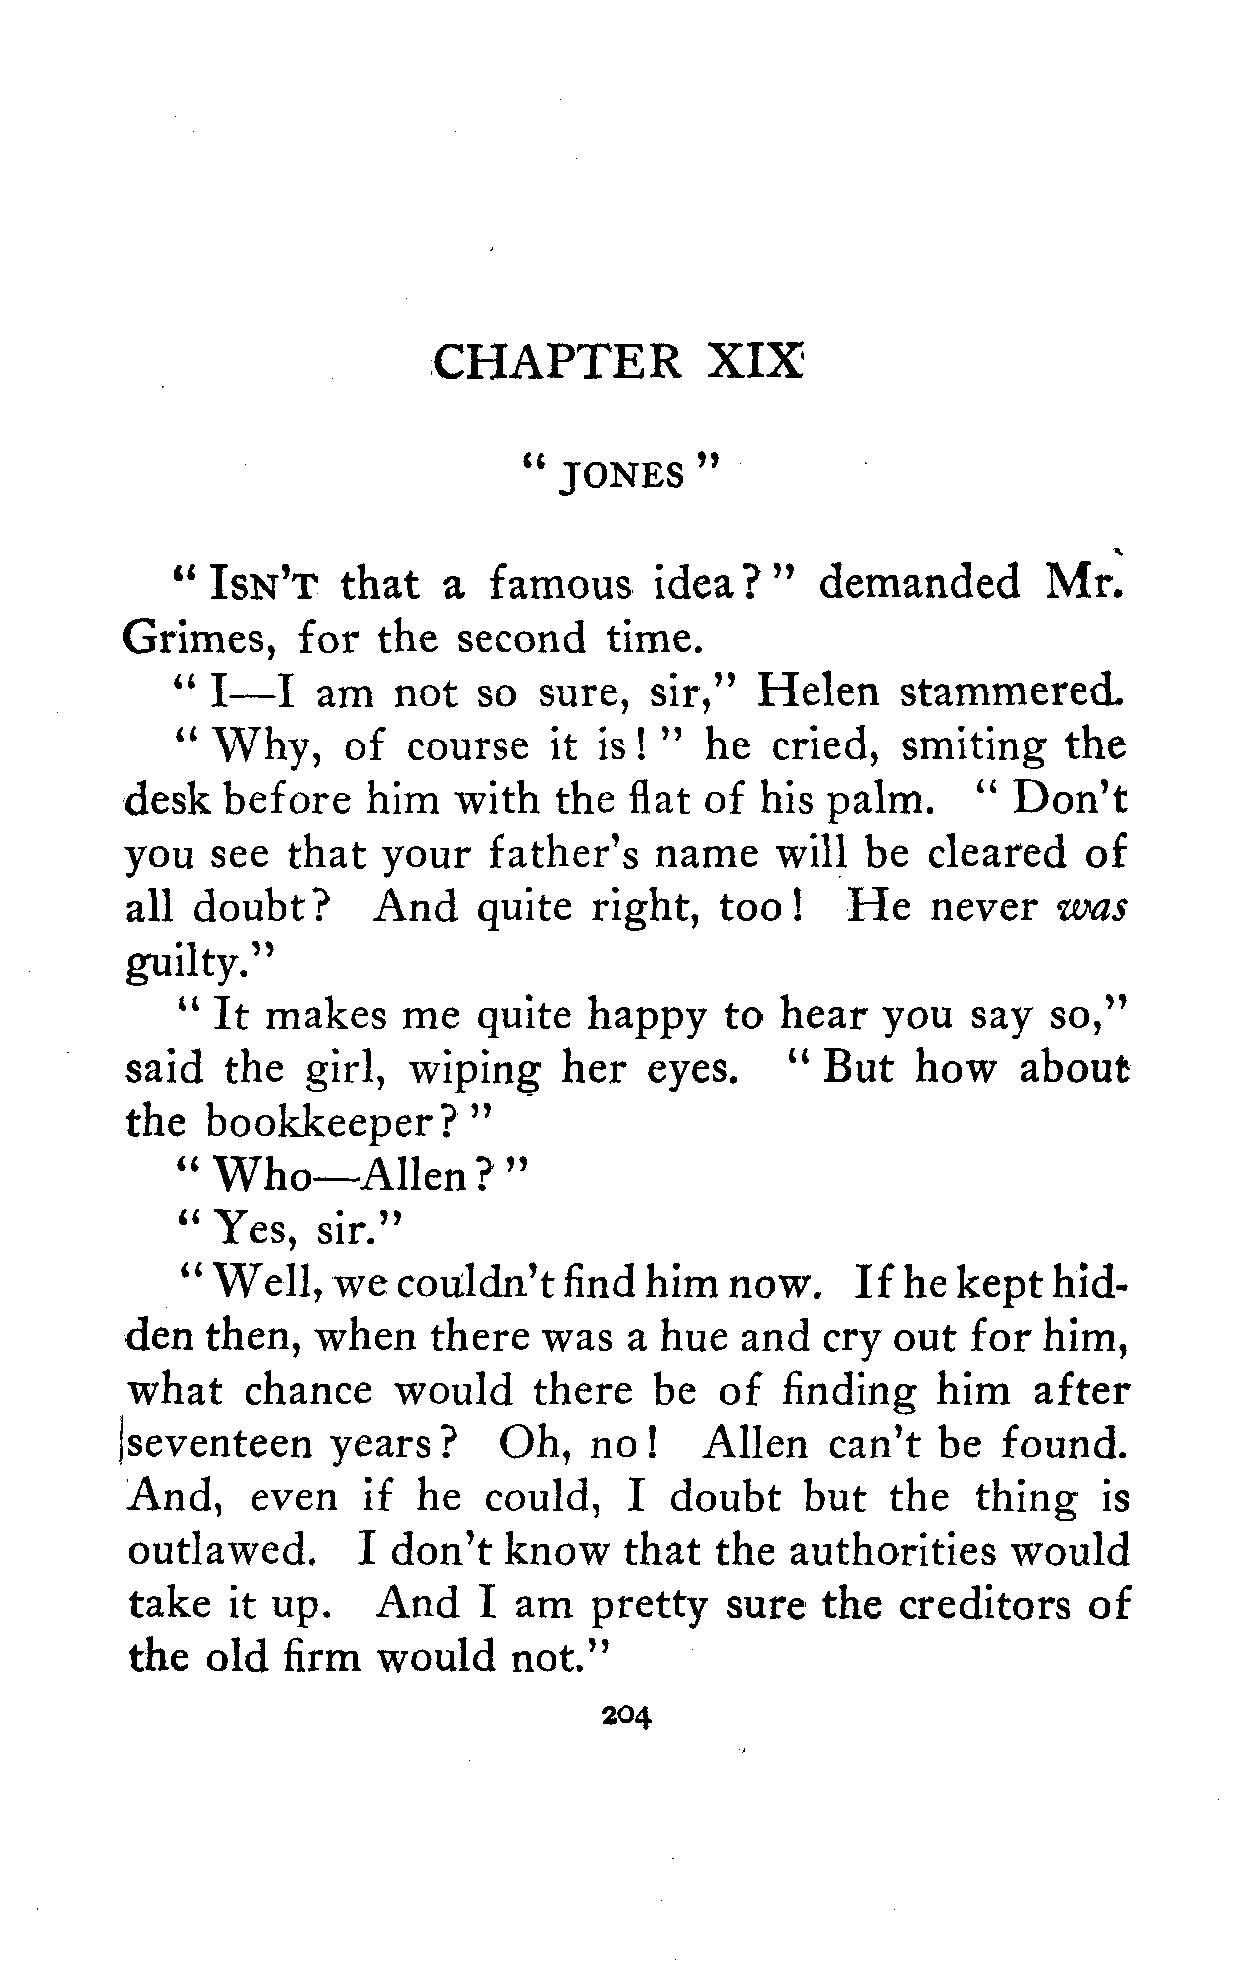 CHAPTER XIX
" JONES "
" ISN'T that a famous idea? " demanded Mr.
Grimes, for the second time.
" I—I am not so sure, sir," Helen stammered.
" Why, of course it is! " he cried, smiting the
desk before him with the flat of his palm. " Don't
you see that your father's name will be cleared of
all doubt? And quite right, too! He never was
guilty."
" It makes me quite happy to hear you say so,"
said the girl, wiping her eyes. " But how about
the bookkeeper? "
" Who—Allen? "
" Yes, sir."
" Well, we couldn't find him now. If he kept hid-
den then, when there was a hue and cry out for him,
what chance would there be of finding him after
seventeen years? Oh, no! Allen can't be found.
And, even if he could, I doubt but the thing is
outlawed. I don't know that the authorities would
take it up. And I am pretty sure the creditors of
the old firm would not."
204